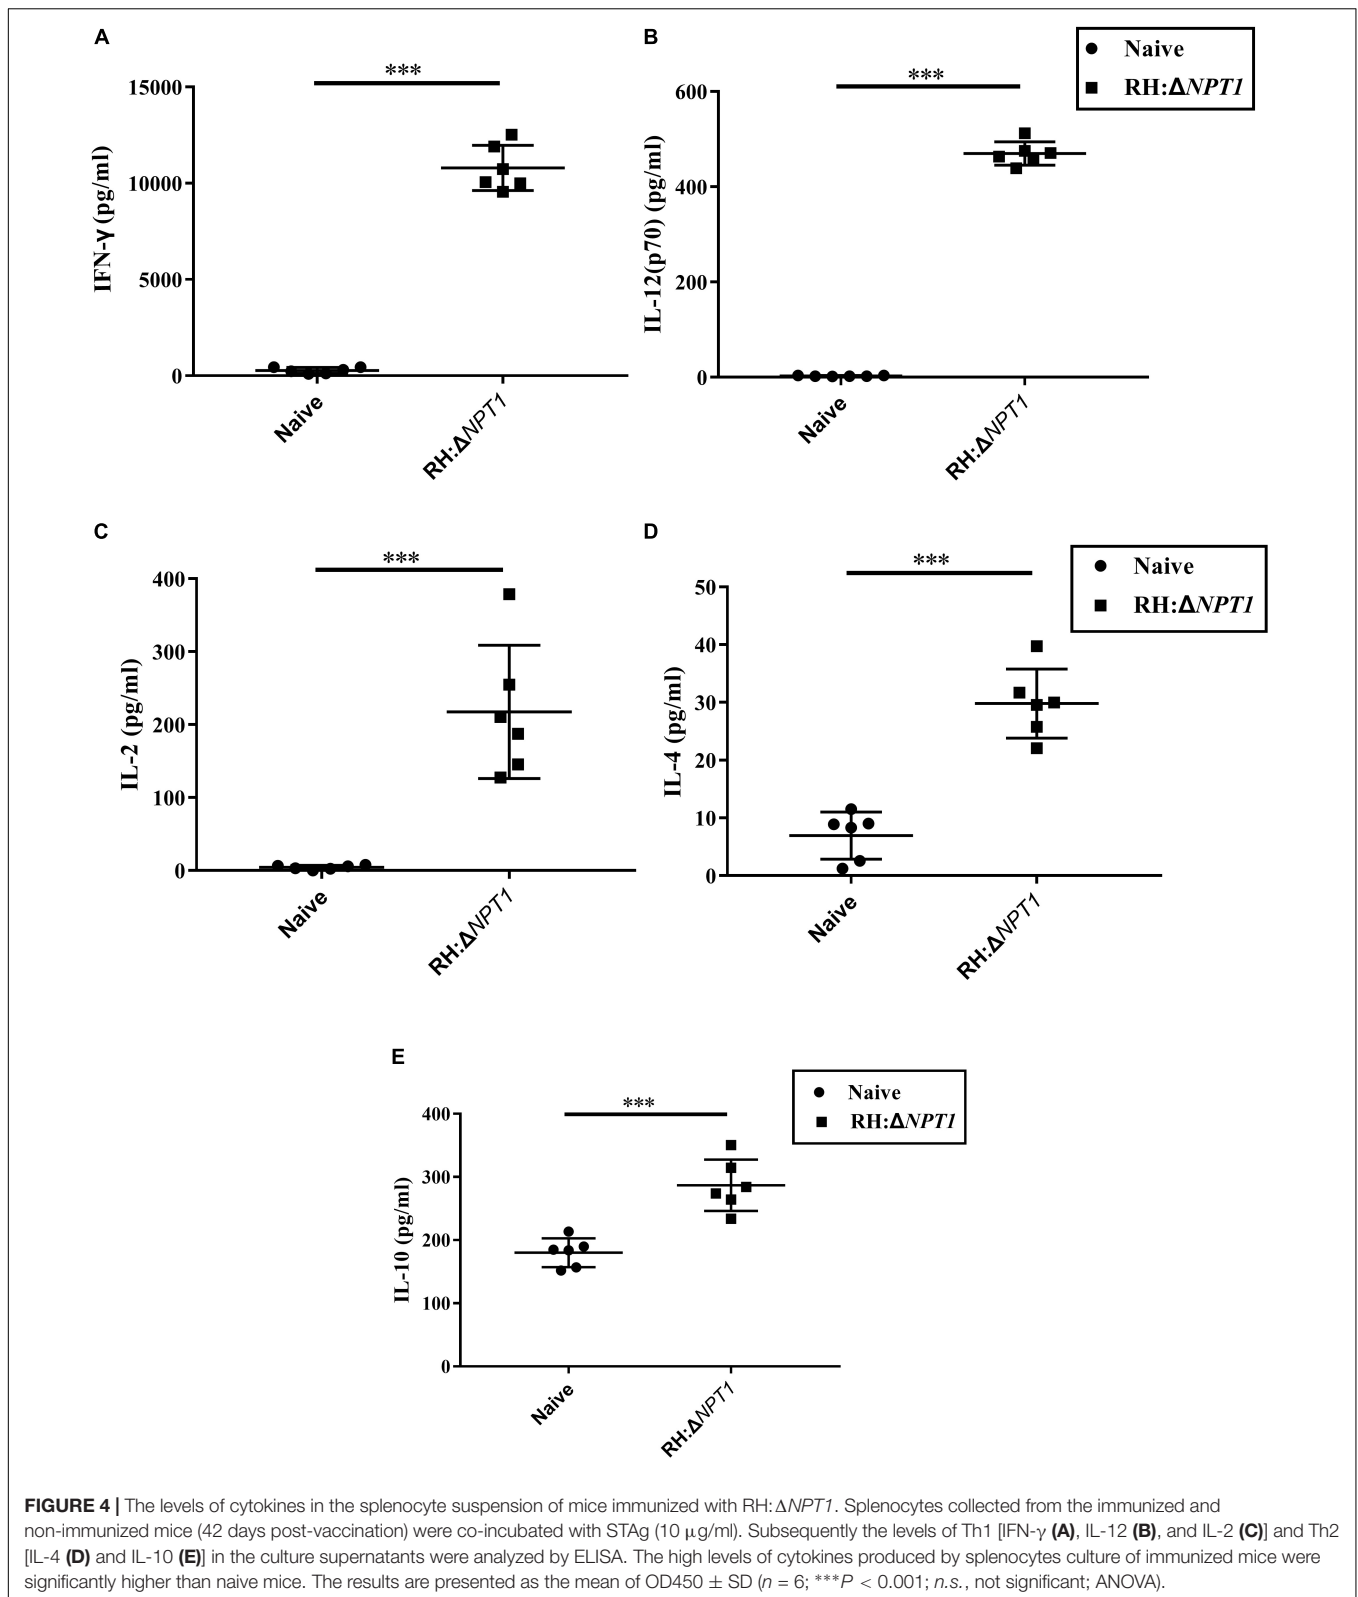 A
***
15000
10000
5000
0
IFN-γ (pg/ml)
Naive
RH:ΔNPT1
B
***
Naive
RH:ΔNPT1
600
400
200
0
IL-12(p70) (pg/ml)
Naive
RH:ΔNPT1
C
***
400
300
200
100
0
IL-2 (pg/ml)
Naive
RH:ΔNPT1
D
***
Naive
RH:ΔNPT1
50
40
30
20
10
0
IL-4 (pg/ml)
Naive
RH:ΔNPT1
E
***
Naive
RH:ΔNPT1
400
300
200
100
0
IL-10 (pg/ml)
Naive
RH:ΔNPT1
FIGURE 4 | The levels of cytokines in the splenocyte suspension of mice immunized with RH:ΔNPT1. Splenocytes collected from the immunized and
non-immunized mice (42 days post-vaccination) were co-incubated with STAg (10 μg/ml). Subsequently the levels of Th1 [IFN-γ (A), IL-12 (B), and IL-2 (C)] and Th2
[IL-4 (D) and IL-10 (E)] in the culture supernatants were analyzed by ELISA. The high levels of cytokines produced by splenocytes culture of immunized mice were
significantly higher than naive mice. The results are presented as the mean of OD450 ± SD (n = 6; ***P < 0.001; n.s., not significant; ANOVA).